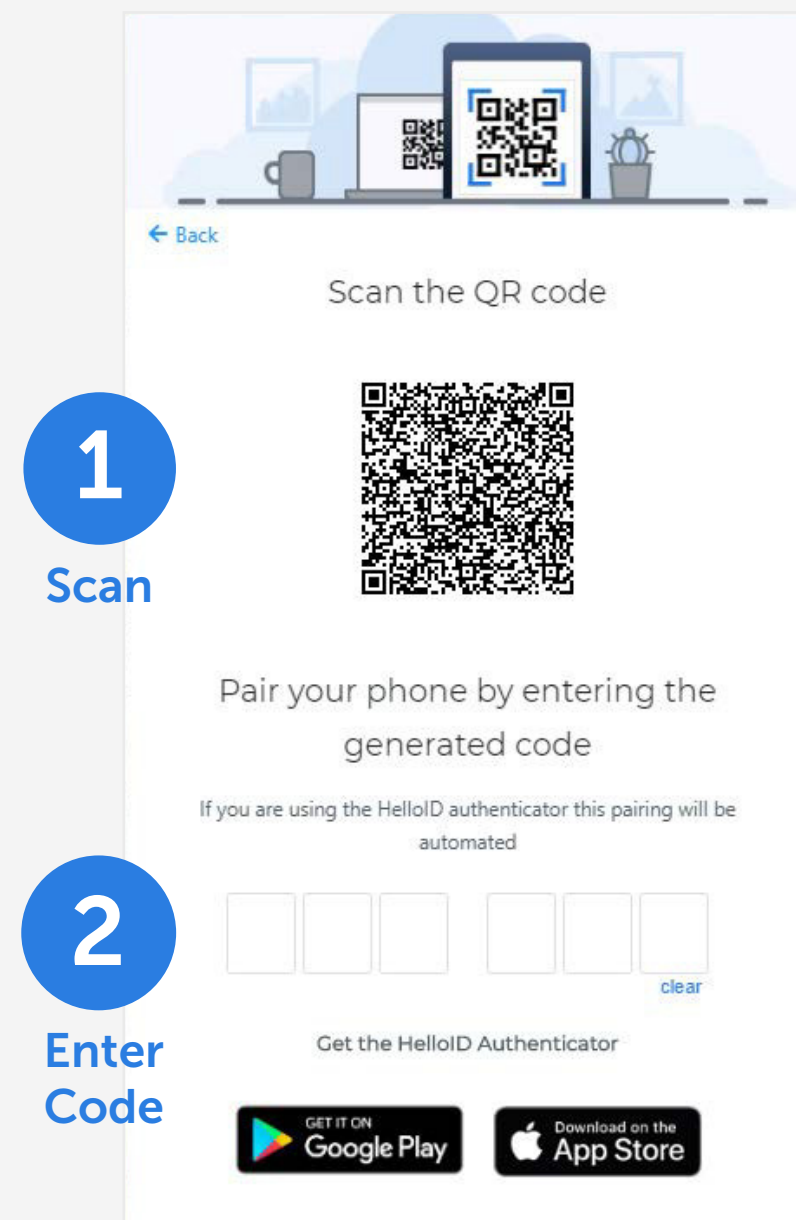 ← Back
Scan the QR code
1
Scan
Pair your phone by entering the
generated code
If you are using the HelloID authenticator this pairing will be
automated
2
Enter
Code
clear
Get the HelloID Authenticator
GET IT ON
Google Play
Download on the
App Store